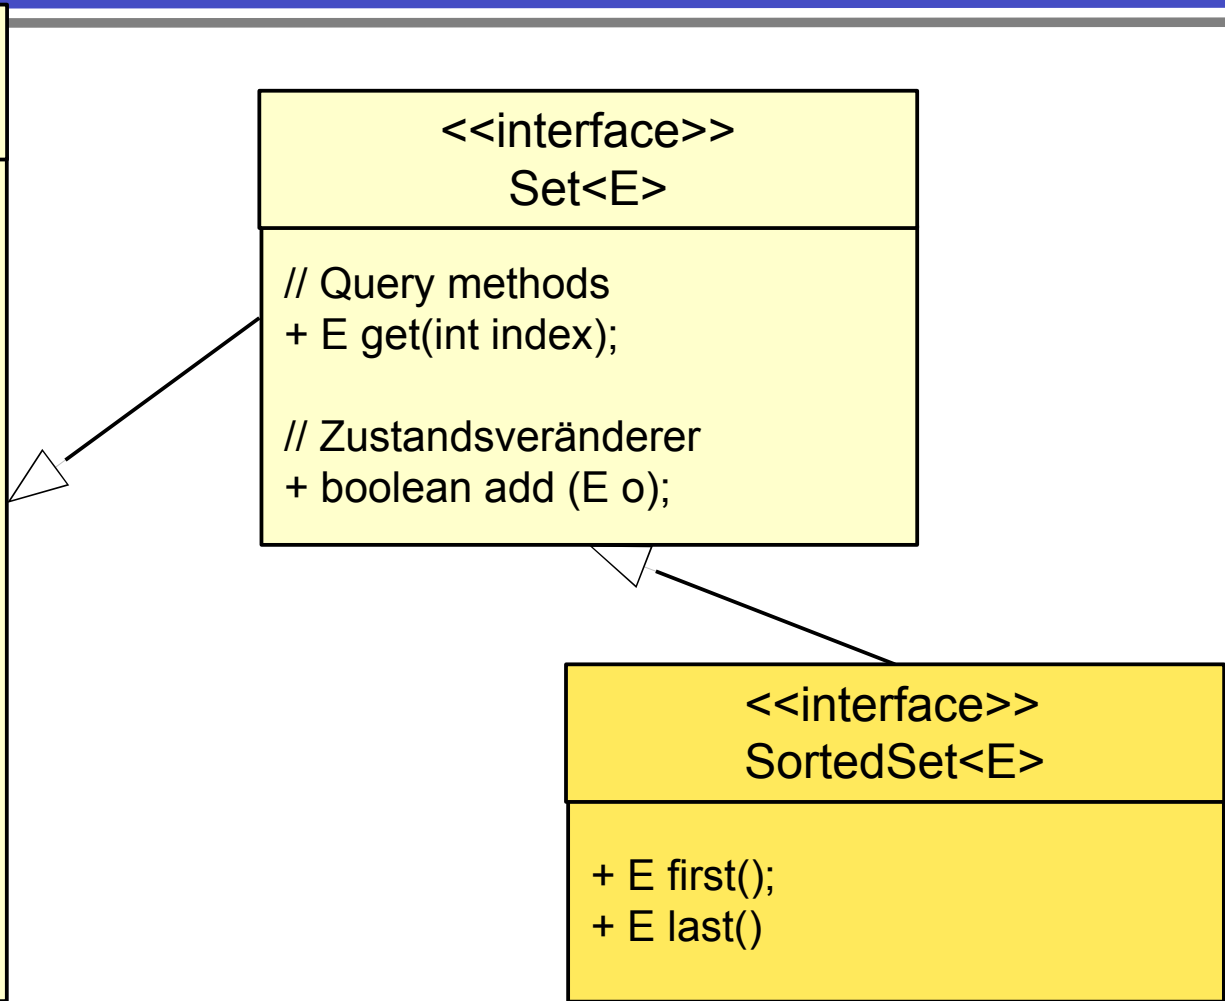 <<interface>>
Set<E>
// Query methods
+ E get(int index);
// Zustandsveränderer
+ boolean add (E o);
<<interface>>
SortedSet<E>
+ E first();
+ E last()